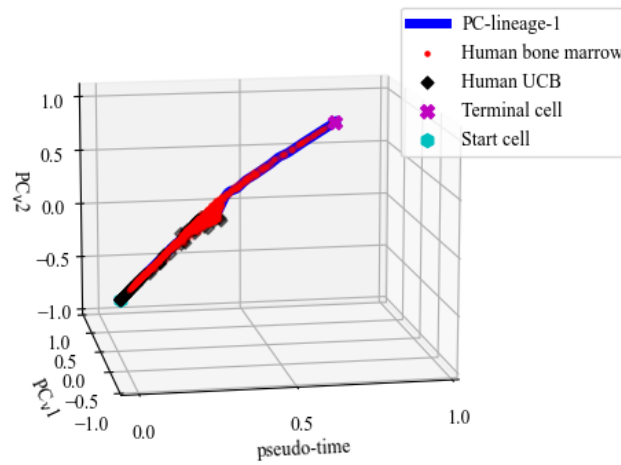 PC-lineage-1
Human bone marrow
Human UCB
Terminal cell
Start cell
1.0
0.5
0.0
−0.5
−1.0
PCv2
1.0
0.5
0.0
−0.5
−1.0
PCv1
0.0
0.5
1.0
pseudo-time